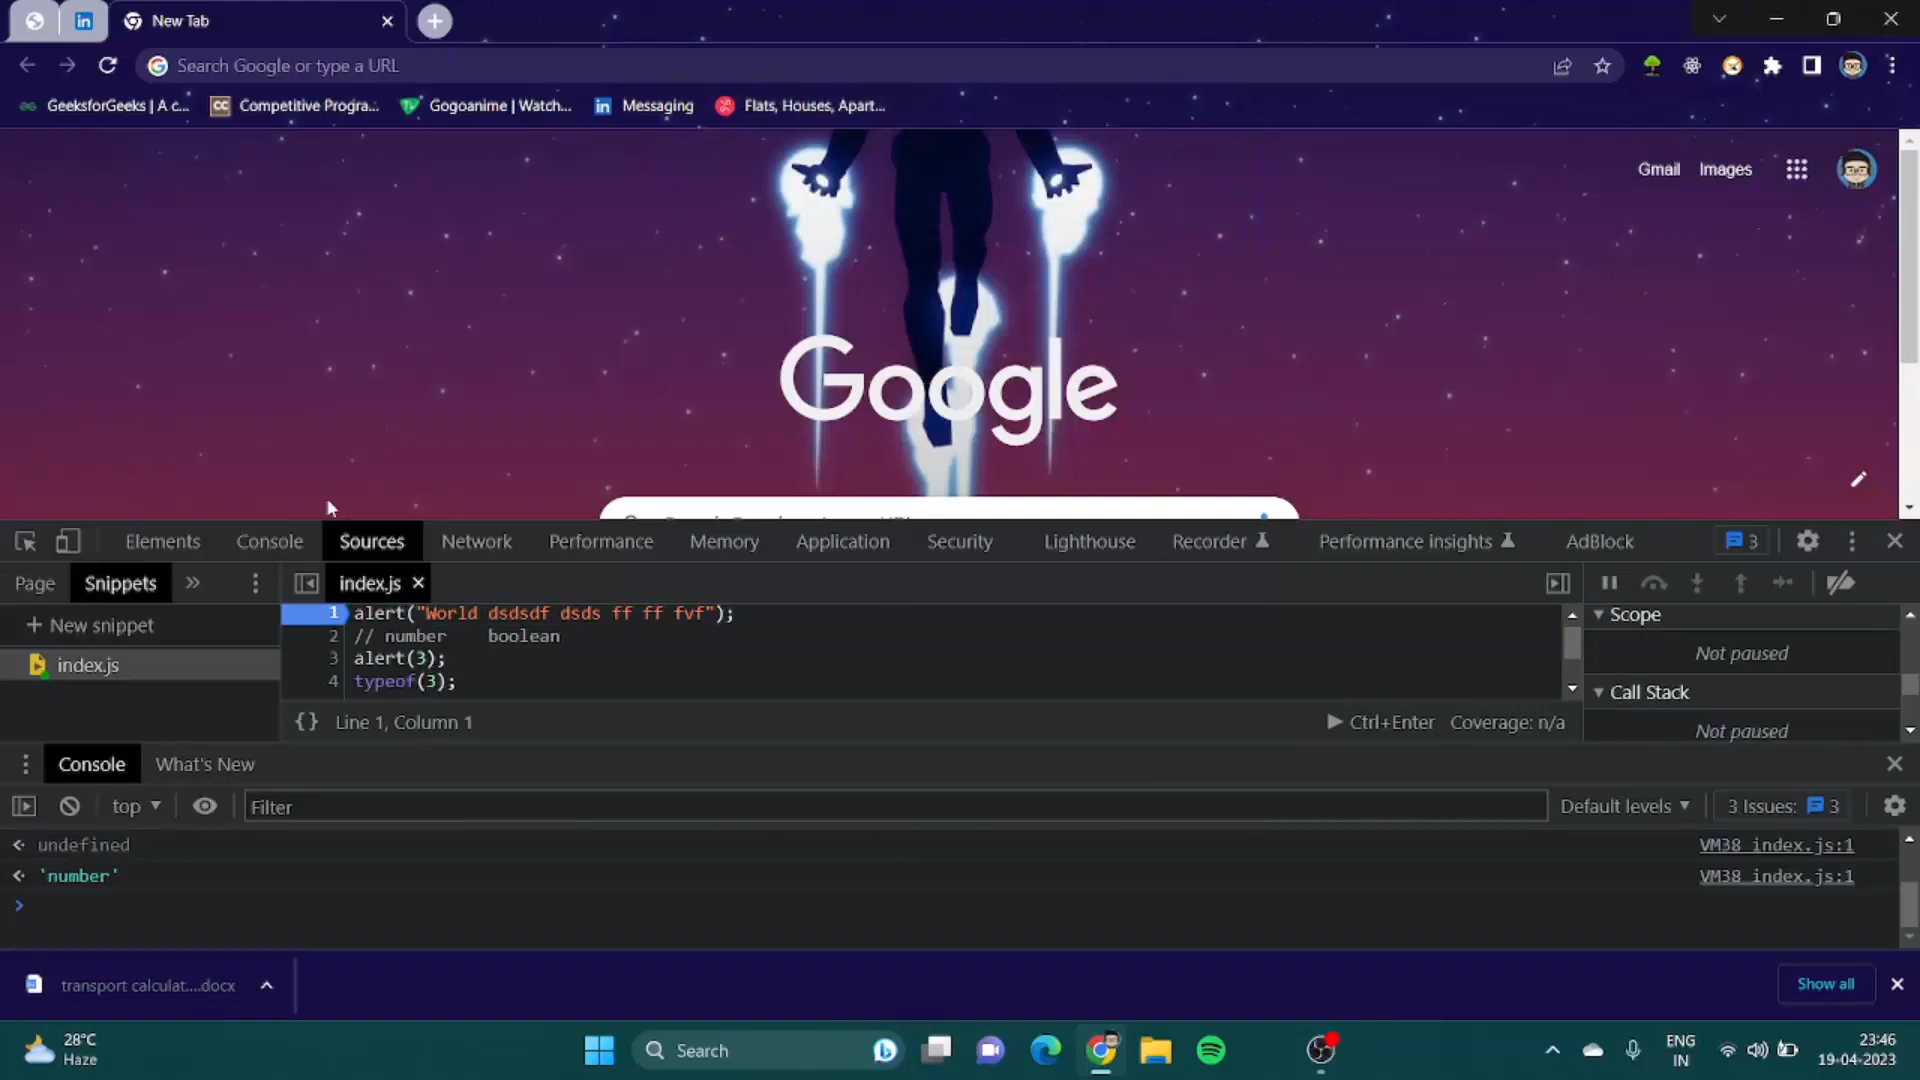 New Tab
Search Google or type a URL
GeeksforGeeks | A c...
CC Competitive Progra...
Gogoanime | Watch...
in Messaging
Flats, Houses, Apart...
Gmail Images
Google
Elements Console Sources Network Performance Memory Application Security Lighthouse Recorder Performance insights AdBlock 3
Page Snippets » index.js
+ New snippet
index.js
1 alert("World dsdsdf dsds ff ff fvf");
2 // number boolean
3 alert(3);
4 typeof(3);
{} Line 1, Column 1 Ctrl+Enter Coverage: n/a
Scope
Not paused
Call Stack
Not paused
Console What's New
top Filter Default levels 3 Issues: 3
undefined VM38 index.js:1
'number' VM38 index.js:1
transport calculat....docx Show all
28°C
Haze
Search
ENG
IN
23:46
19-04-2023